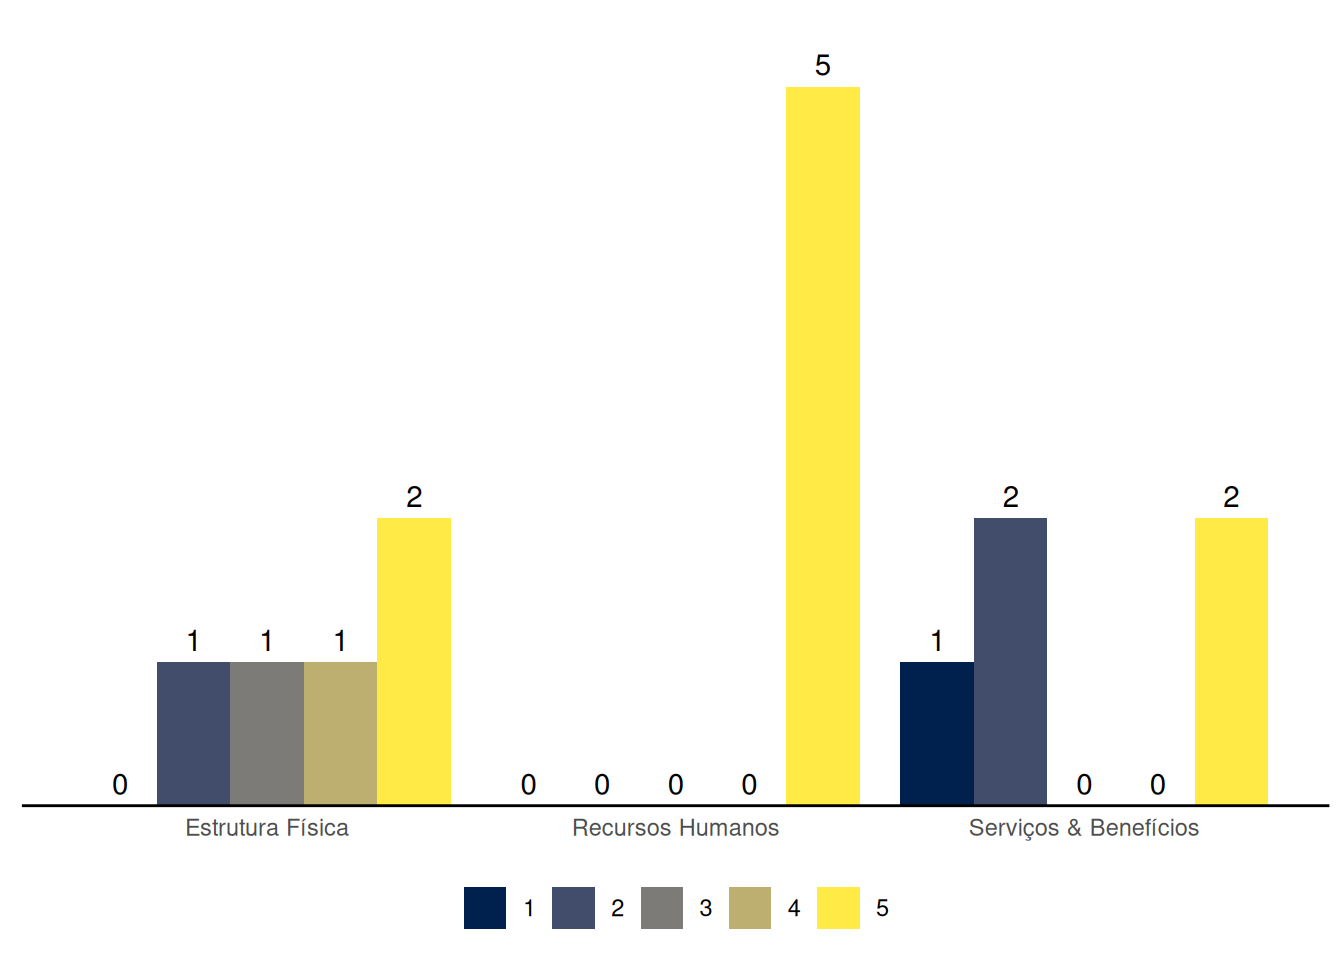 5
2 2 2
1 1 1 1
0 0 0 0 0 0 0
Estrutura Física Recursos Humanos Serviços & Benefícios
1 2 3 4 5